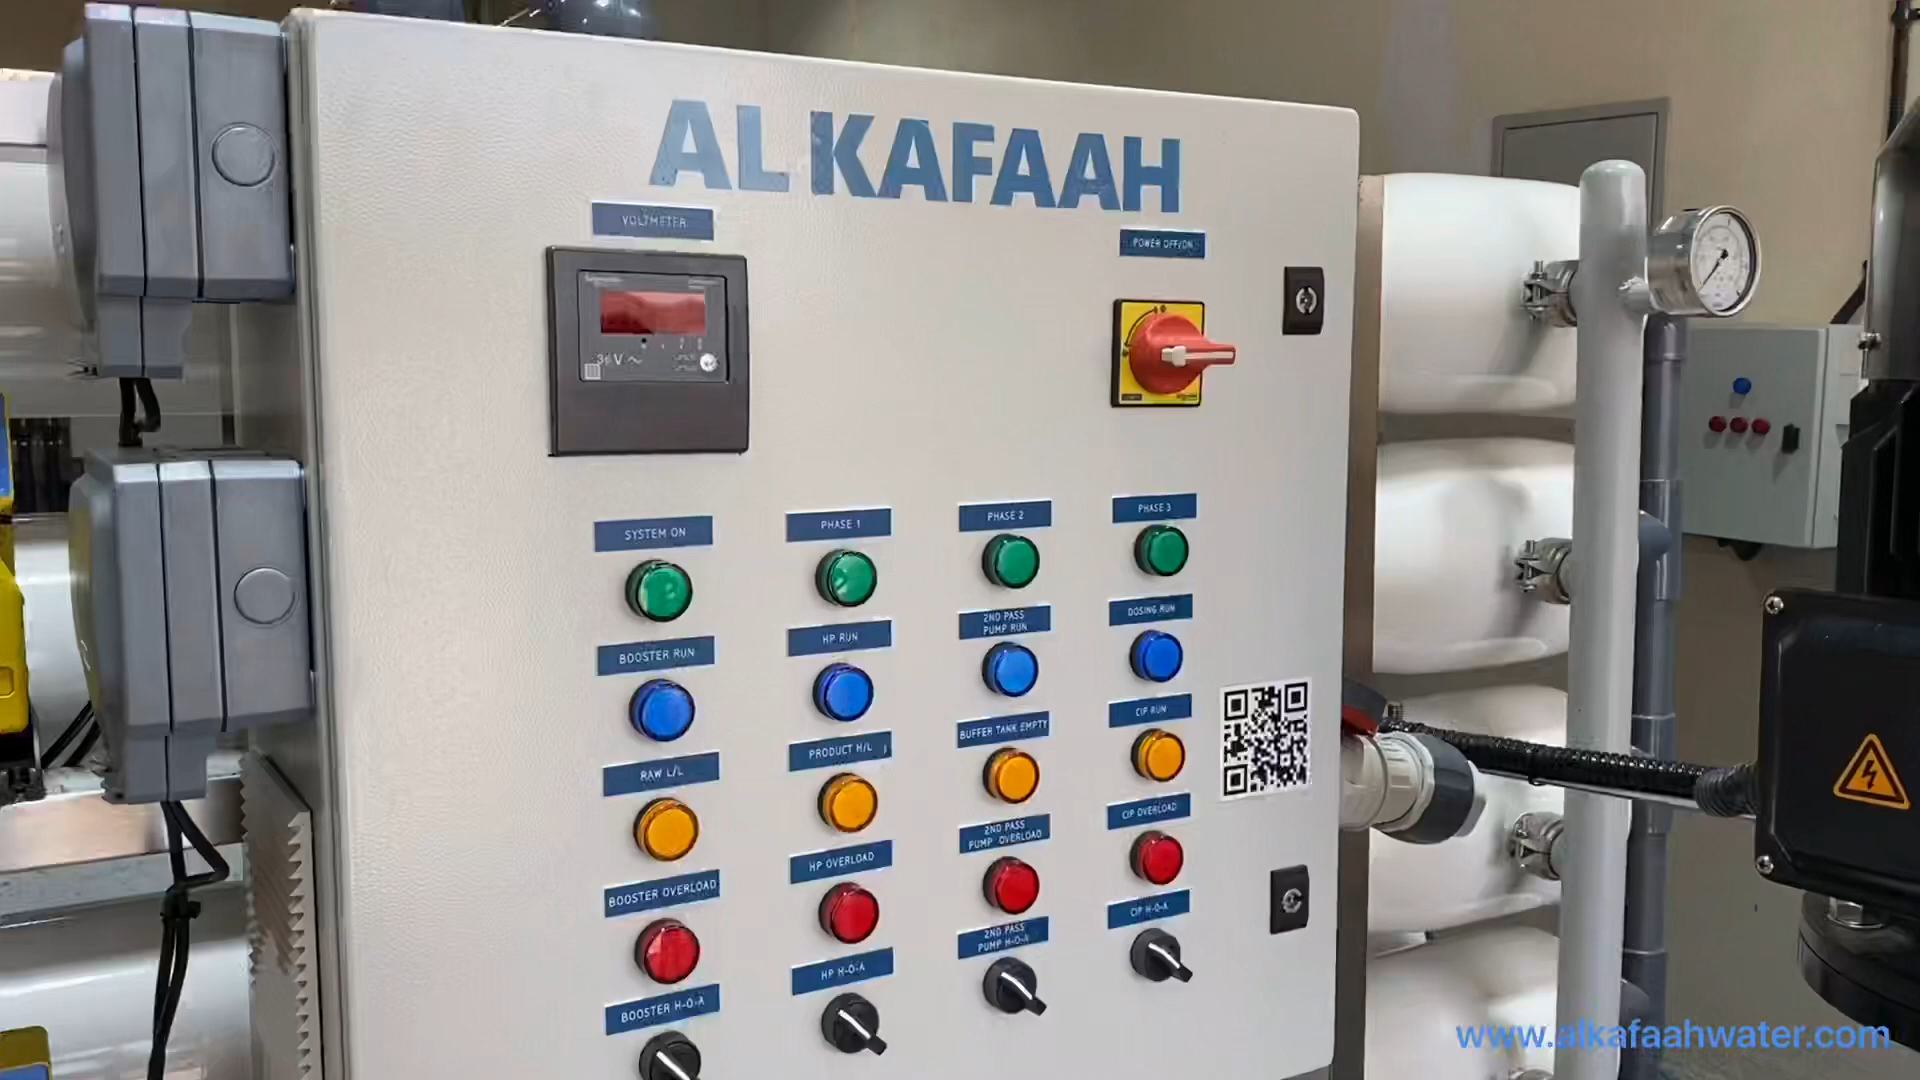 AL KAFAAH
VOLTMETER
POWER OFF/ON
3φ V ~
SYSTEM ON
PHASE 1
PHASE 2
PHASE 3
BOOSTER RUN
HP RUN
2ND PASS
PUMP RUN
DOSING RUN
RAW L/L
PRODUCT H/L
BUFFER TANK EMPTY
CIP RUN
BOOSTER OVERLOAD
HP OVERLOAD
2ND PASS
PUMP OVERLOAD
CIP OVERLOAD
BOOSTER H-O-A
HP H-O-A
2ND PASS
PUMP H-O-A
CIP H-O-A
www.alkafaahwater.com